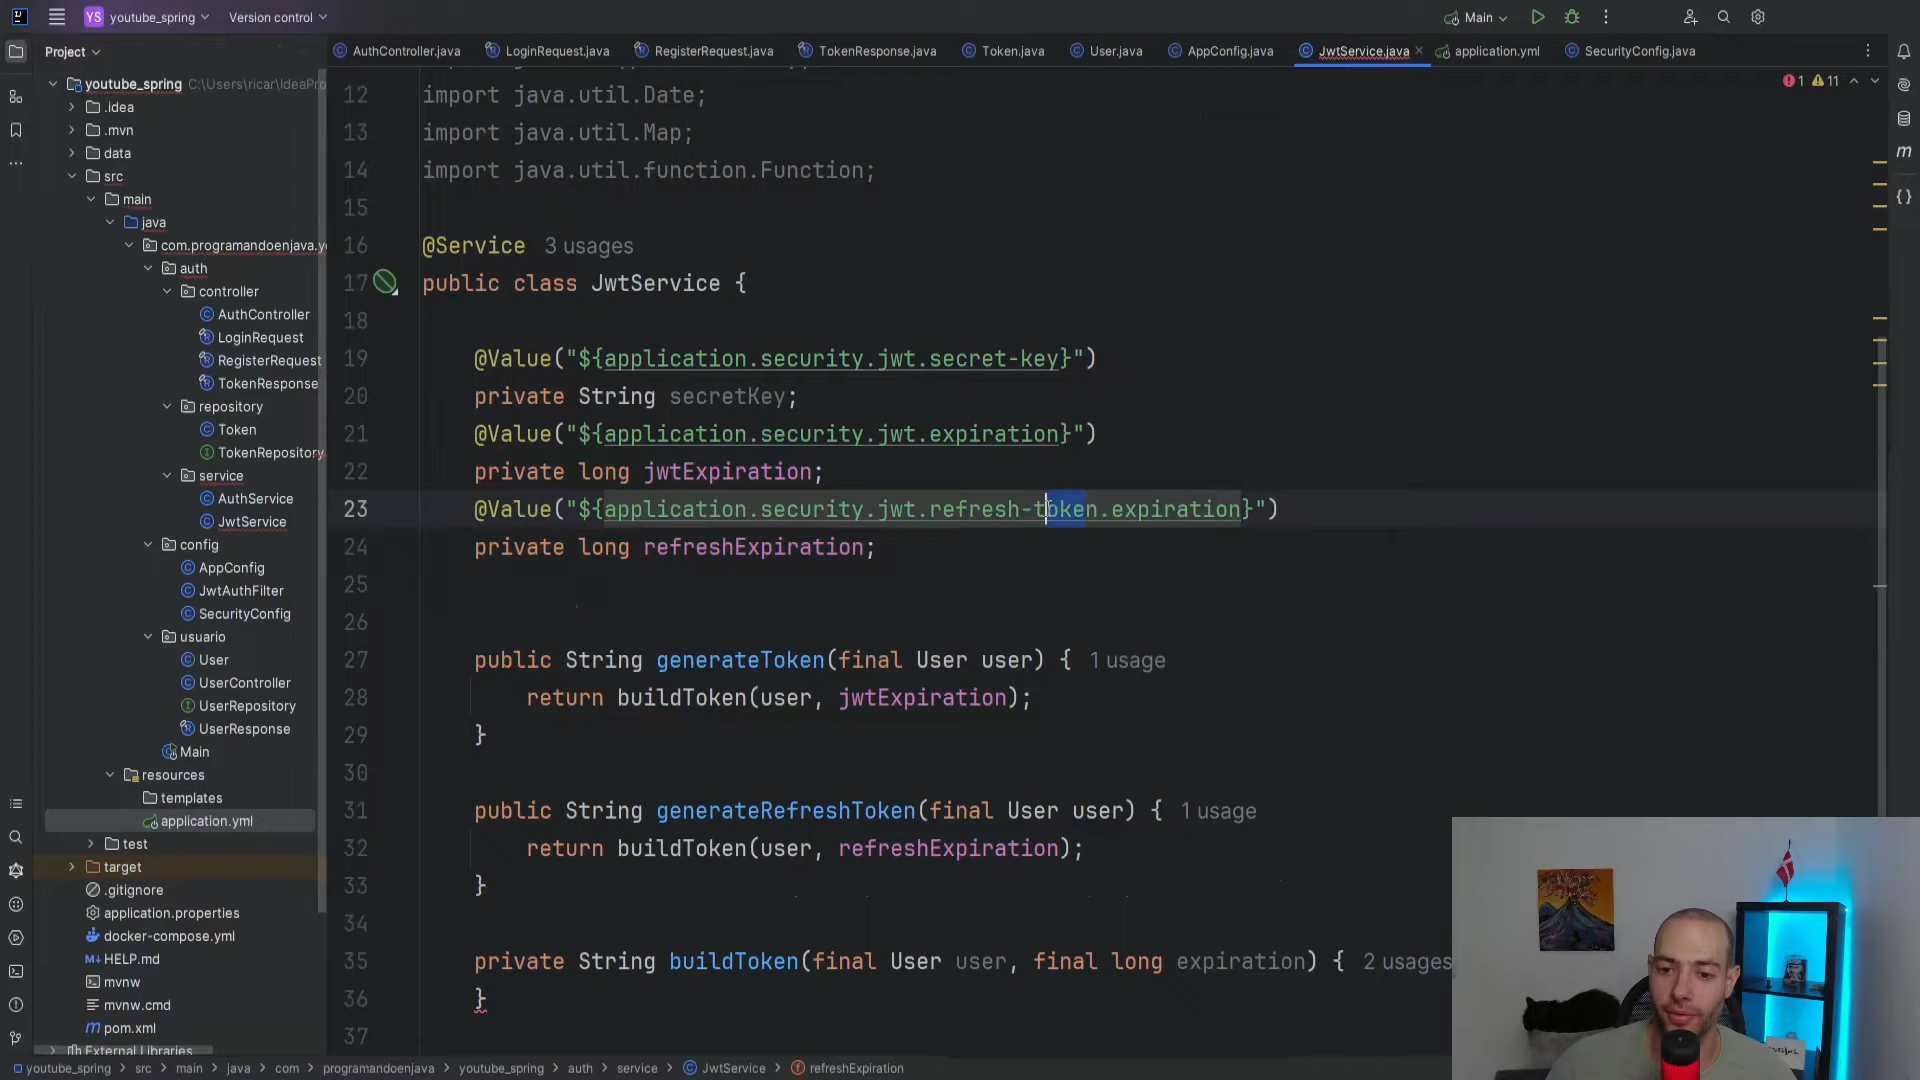 YS youtube_spring Version control Main
Project
AuthController.java LoginRequest.java RegisterRequest.java TokenResponse.java Token.java User.java AppConfig.java JwtService.java application.yml SecurityConfig.java
youtube_spring C:\Users\ricar\IdeaPro
.idea
.mvn
data
src
main
java
com.programandoenjava.yo
auth
controller
AuthController
LoginRequest
RegisterRequest
TokenResponse
repository
Token
TokenRepository
service
AuthService
JwtService
config
AppConfig
JwtAuthFilter
SecurityConfig
usuario
User
UserController
UserRepository
UserResponse
Main
resources
templates
application.yml
test
target
.gitignore
application.properties
docker-compose.yml
HELP.md
mvnw
mvnw.cmd
pom.xml
External Libraries
1 11
12 import java.util.Date;
13 import java.util.Map;
14 import java.util.function.Function;
15
16 @Service 3 usages
17 public class JwtService {
18
19 @Value("${application.security.jwt.secret-key}")
20 private String secretKey;
21 @Value("${application.security.jwt.expiration}")
22 private long jwtExpiration;
23 @Value("${application.security.jwt.refresh-token.expiration}")
24 private long refreshExpiration;
25
26
27 public String generateToken(final User user) { 1 usage
28 return buildToken(user, jwtExpiration);
29 }
30
31 public String generateRefreshToken(final User user) { 1 usage
32 return buildToken(user, refreshExpiration);
33 }
34
35 private String buildToken(final User user, final long expiration) { 2 usages
36 }
37
youtube_spring > src > main > java > com > programandoenjava > youtube_spring > auth > service > JwtService > refreshExpiration